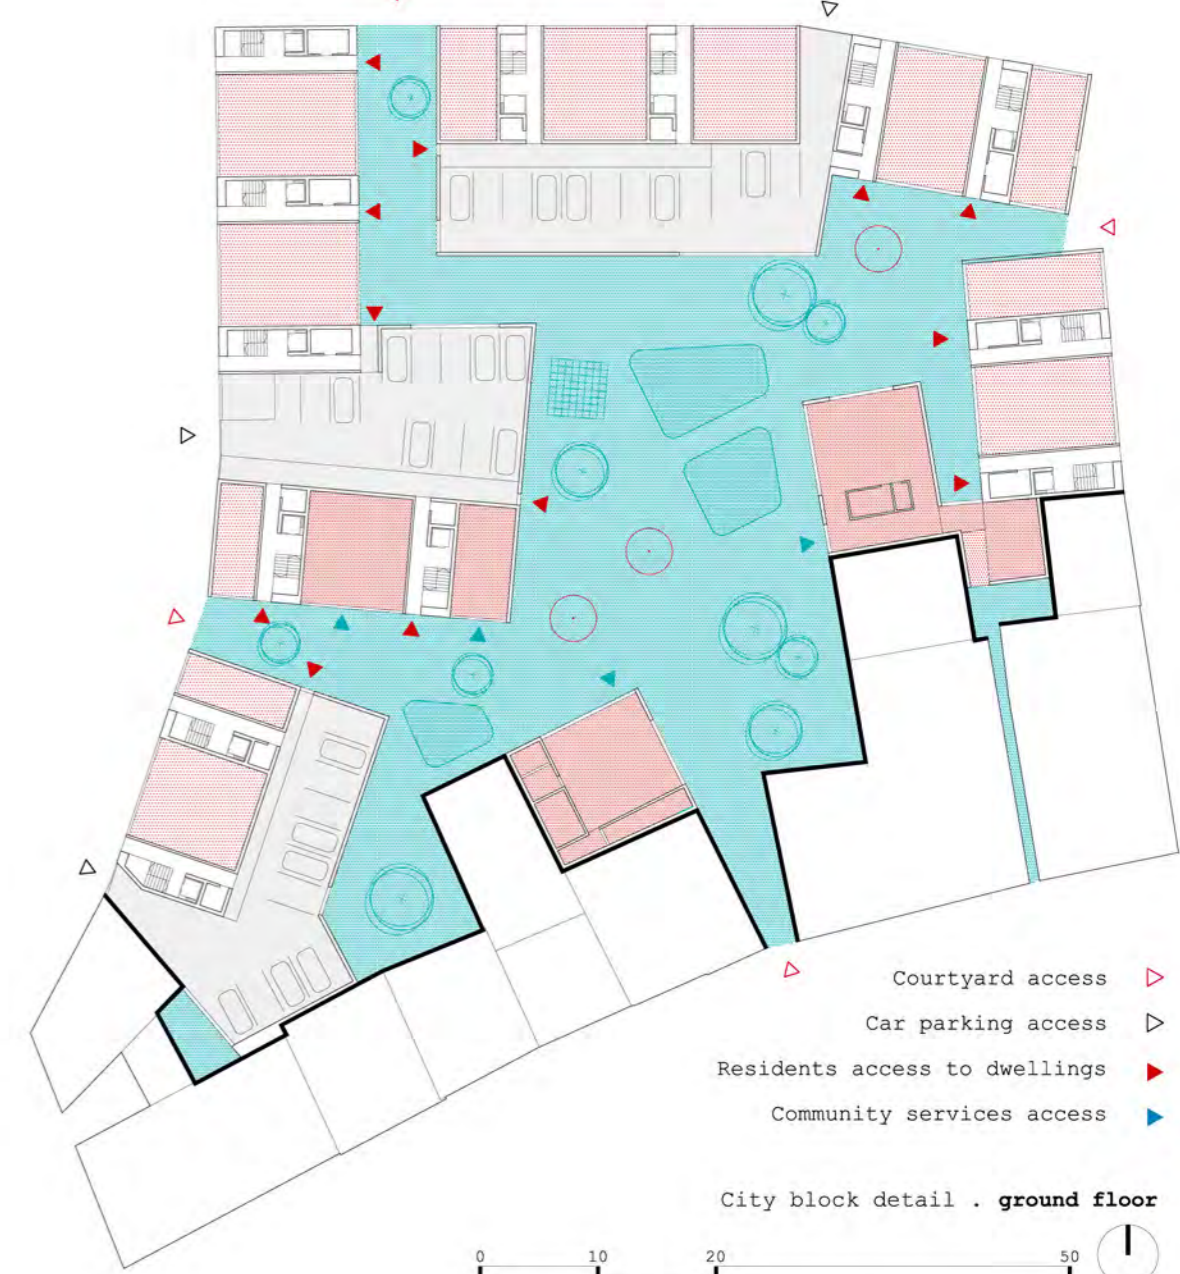 Courtyard access
Car parking access
Residents access to dwellings
Community services access
City block detail . ground floor
0 10 20 50